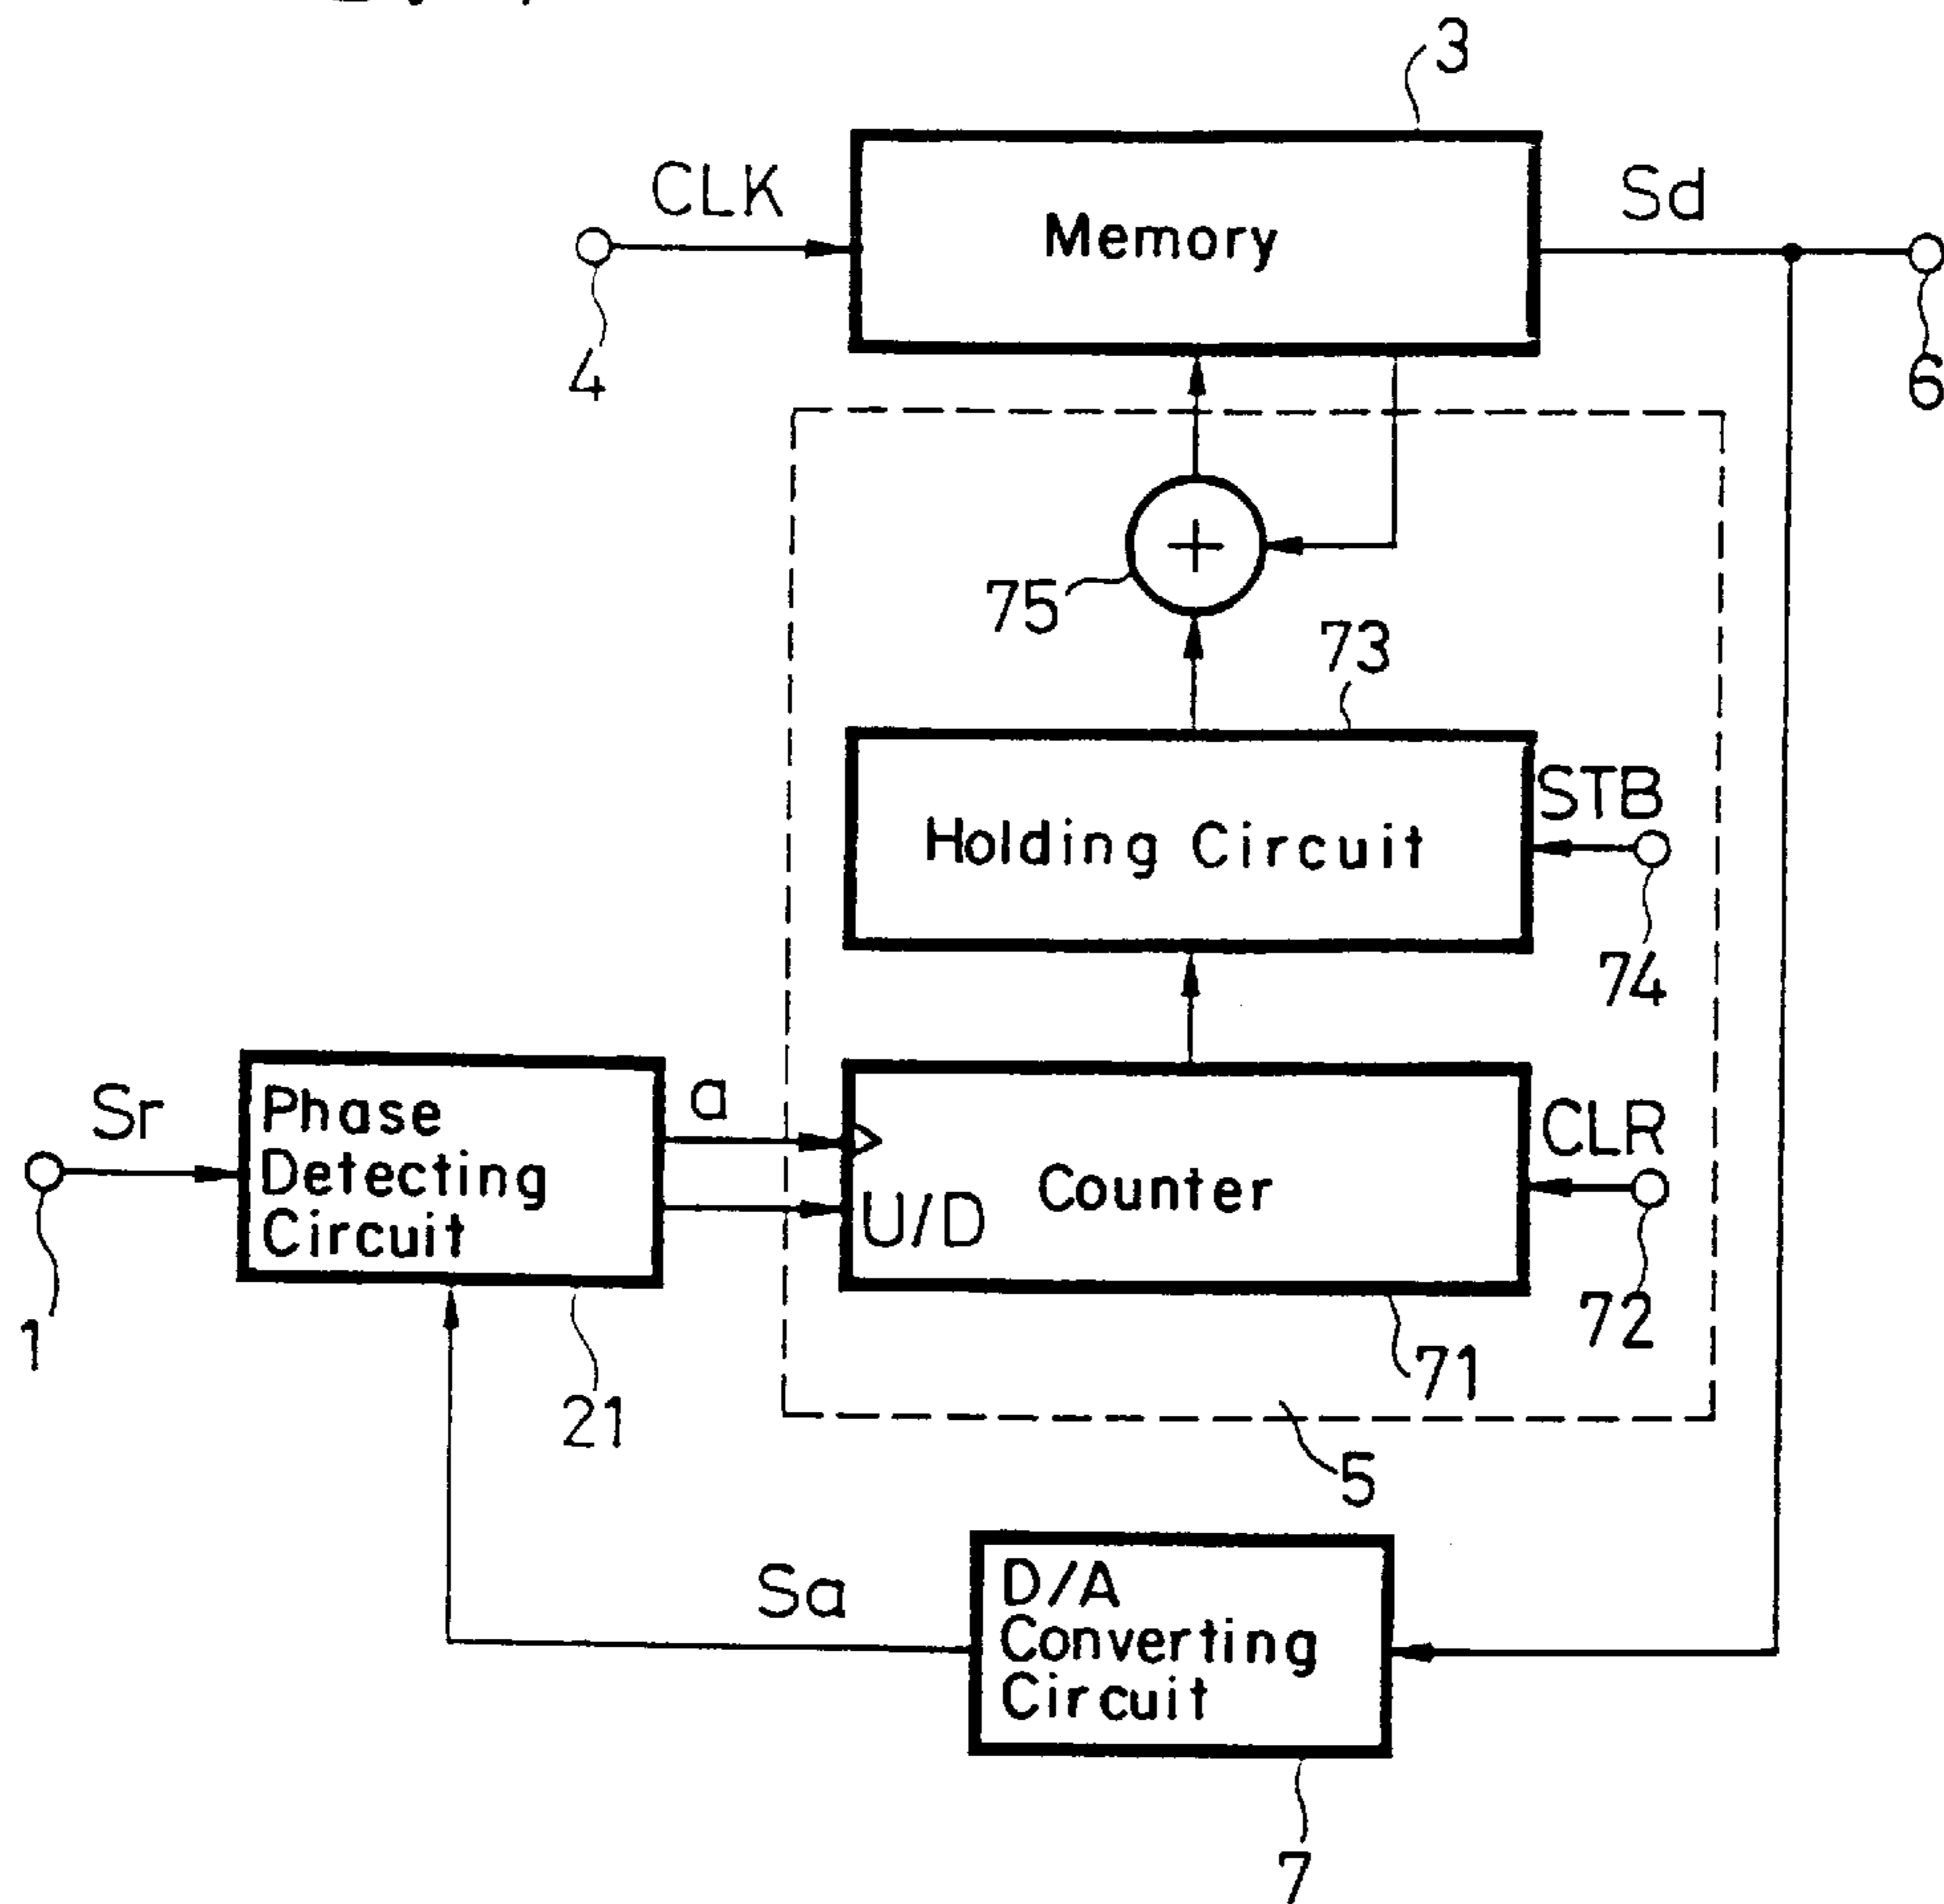 3
CLK
Sd
Memory
4
6
75
73
STB
Holding Circuit
74
Sr
Phase
Detecting
Circuit
a
CLR
Counter
U/D
1
72
21
71
5
Sa
D/A
Converting
Circuit
7